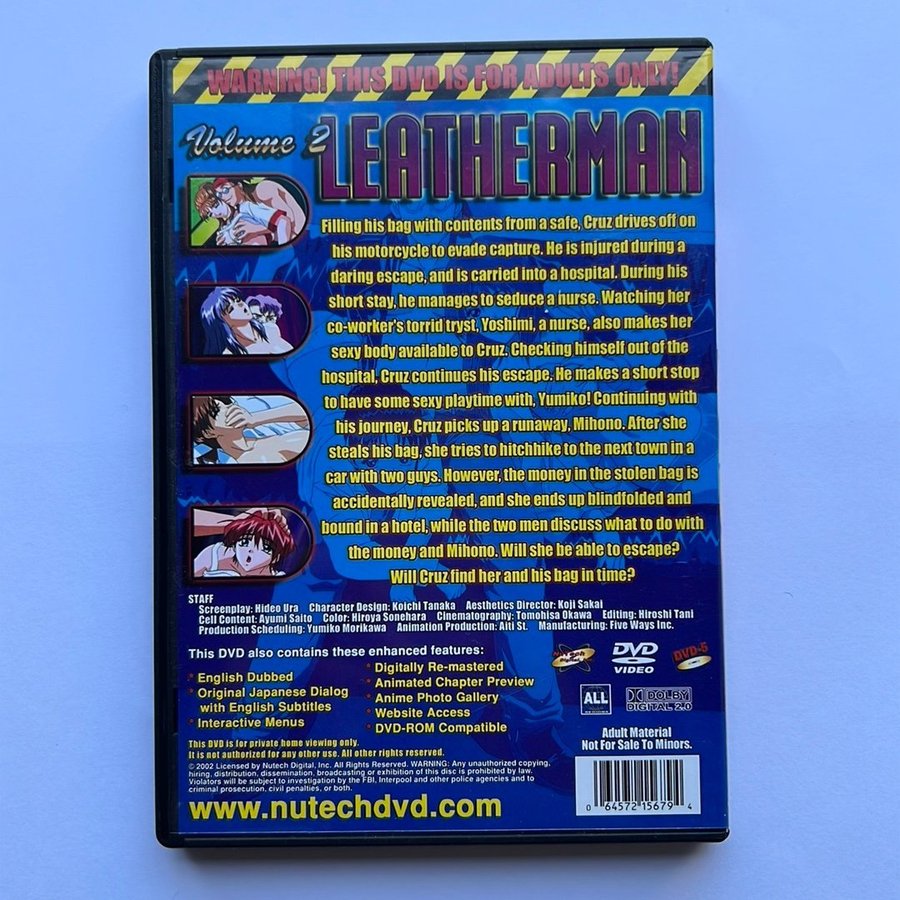 WARNING! THIS DVD IS FOR ADULTS ONLY!
Volume 2
LEATHERMAN
Filling his bag with contents from a safe, Cruz drives off on
his motorcycle to evade capture. He is injured during a
daring escape, and is carried into a hospital. During his
short stay, he manages to seduce a nurse. Watching her
co-worker's torrid tryst, Yoshimi, a nurse, also makes her
sexy body available to Cruz. Checking himself out of the
hospital, Cruz continues his escape. He makes a short stop
to have some sexy playtime with, Yumiko! Continuing with
his journey, Cruz picks up a runaway, Mihono. After she
steals his bag, she tries to hitchhike to the next town in a
car with two guys. However, the money in the stolen bag is
accidentally revealed, and she ends up blindfolded and
bound in a hotel, while the two men discuss what to do with
the money and Mihono. Will she be able to escape?
Will Cruz find her and his bag in time?
STAFF
Screenplay: Hideo Ura Character Design: Koichi Tanaka Aesthetics Director: Koji Sakai
Cell Content: Ayumi Saito Color: Hiroya Sonehara Cinematography: Tomohisa Okawa Editing: Hiroshi Tani
Production Scheduling: Yumiko Morikawa Animation Production: Aiti St. Manufacturing: Five Ways Inc.
This DVD also contains these enhanced features:
* English Dubbed
* Original Japanese Dialog
with English Subtitles
* Interactive Menus
* Digitally Re-mastered
* Animated Chapter Preview
* Anime Photo Gallery
* Website Access
* DVD-ROM Compatible
DVD
VIDEO
DVD-5
ALL
DOLBY
DIGITAL 2.0
Adult Material
Not For Sale To Minors.
This DVD is for private home viewing only.
It is not authorized for any other use. All other rights reserved.
© 2002 Licensed by Nutech Digital, Inc. All Rights Reserved. WARNING: Any unauthorized copying,
hiring, distribution, dissemination, broadcasting or exhibition of this disc is prohibited by law.
Violators will be subject to investigation by the FBI, Interpol and other police agencies and to
criminal prosecution, civil penalties, or both.
www.nutechdvd.com
0 64572 15679 4